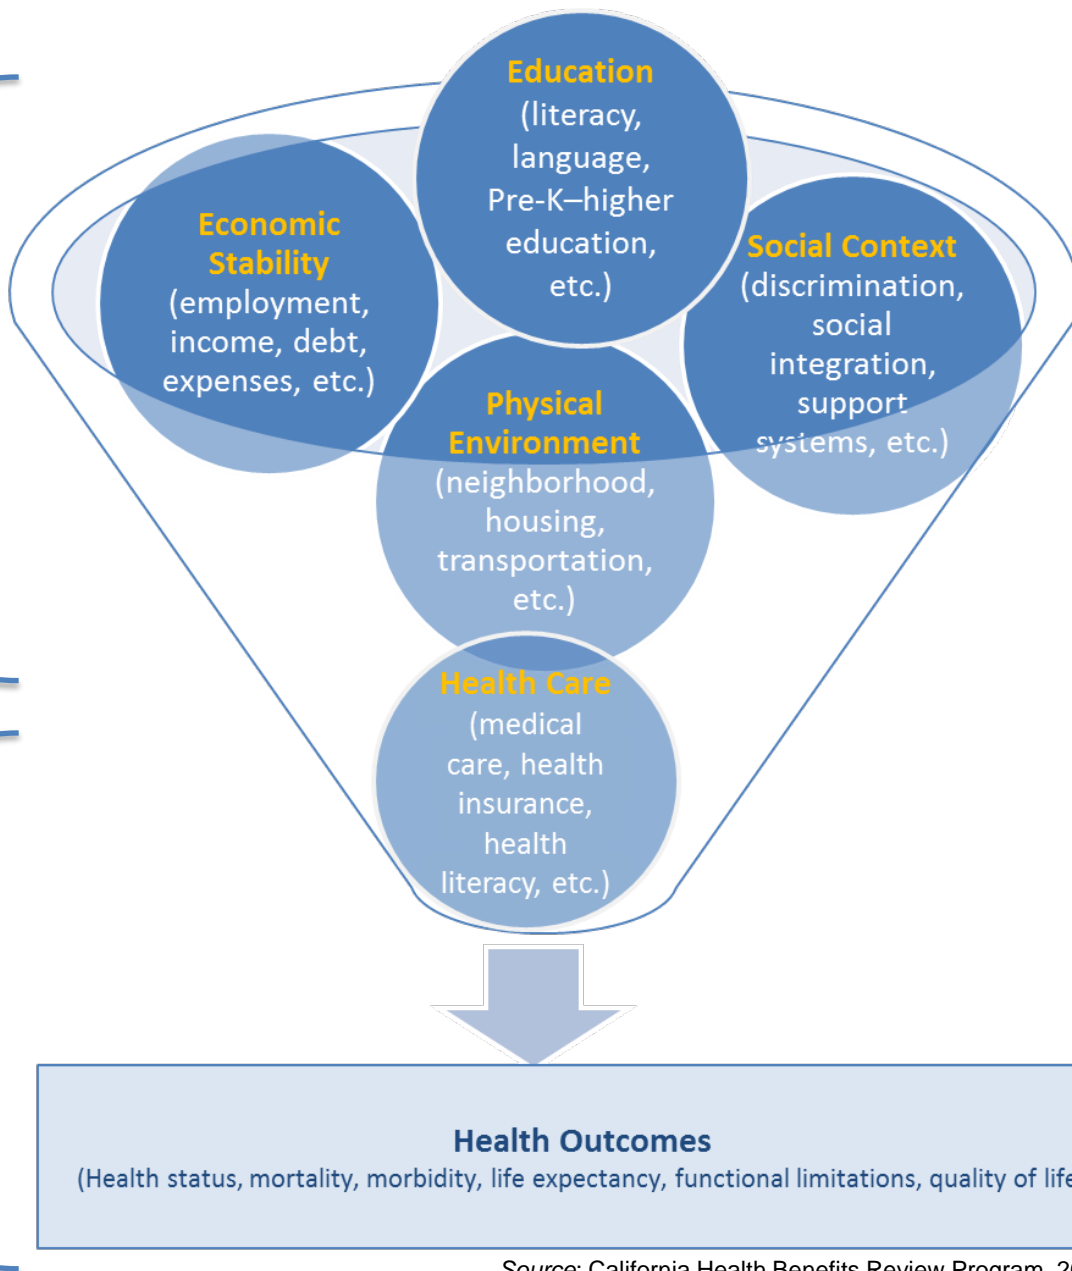 Education
(literacy,
language,
Pre-K–higher
education,
etc.)
Economic
Stability
(employment,
income, debt,
expenses, etc.)
Social Context
(discrimination,
social
integration,
support
systems, etc.)
Physical
Environment
(neighborhood,
housing,
transportation,
etc.)
Health Care
(medical
care, health
insurance,
health
literacy, etc.)
Health Outcomes
(Health status, mortality, morbidity, life expectancy, functional limitations, quality of life
Source: California Health Benefits Review Program,